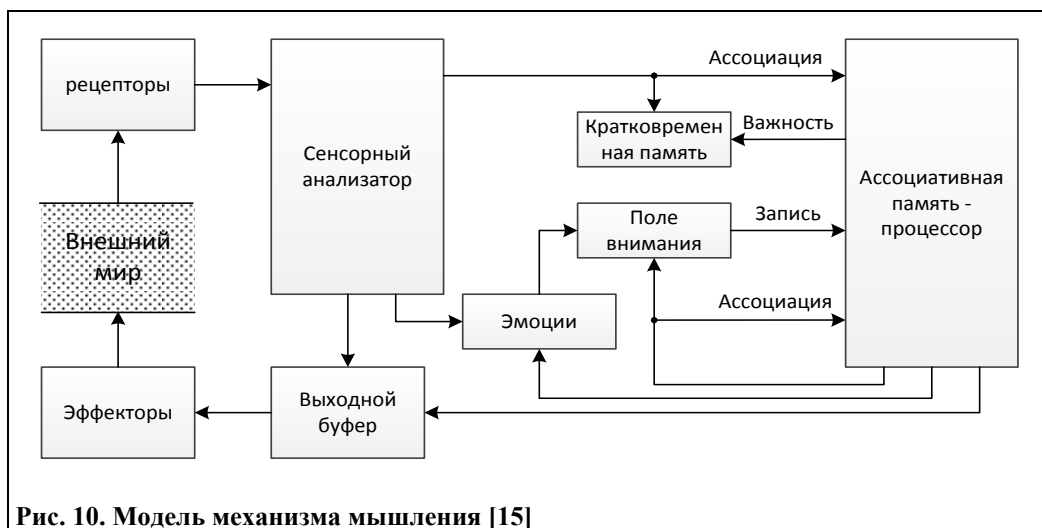 рецепторы
Внешний
мир
Эффекторы
Сенсорный
анализатор
Выходной
буфер
Эмоции
Ассоциация
Кратковремен
ная память
Важность
Поле
внимания
Запись
Ассоциация
Ассоциативная
память -
процессор
Рис. 10. Модель механизма мышления [15]